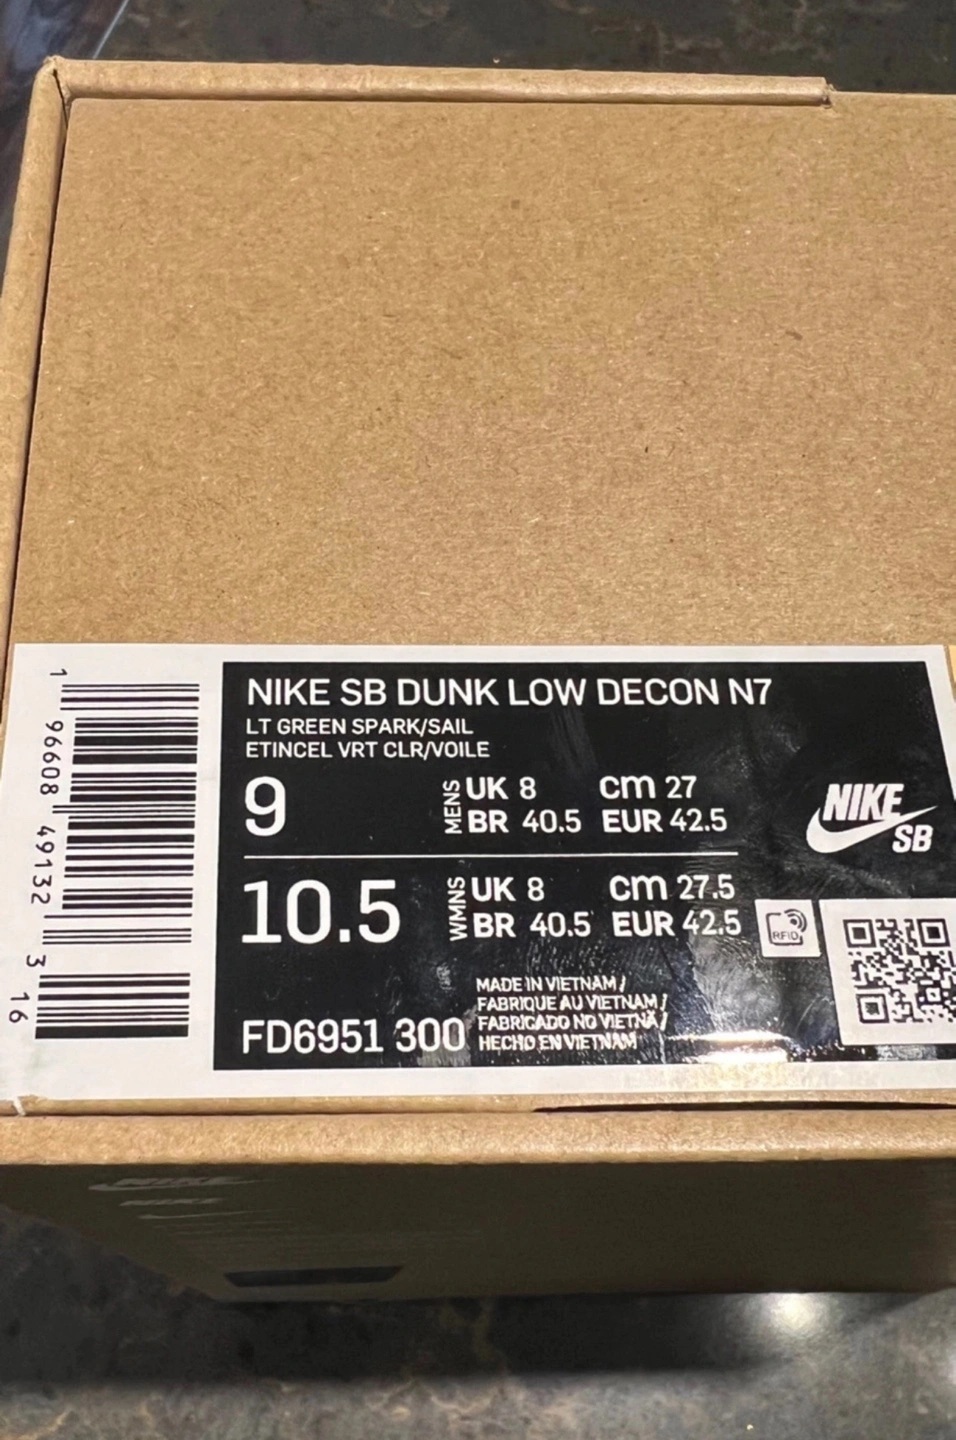 NIKE SB DUNK LOW DECON N7
LT GREEN SPARK/SAIL
ETINCEL VRT CLR/VOILE
9
MENS
UK 8 cm 27
BR 40.5 EUR 42.5
10.5
WMNS
UK 8 cm 27.5
BR 40.5 EUR 42.5
NIKE
SB
RFID
FD6951 300
MADE IN VIETNAM /
FABRIQUE AU VIETNAM /
FABRICADO NO VIETNÃ /
HECHO EN VIETNAM
1 96608 49132 3 16
NIKE